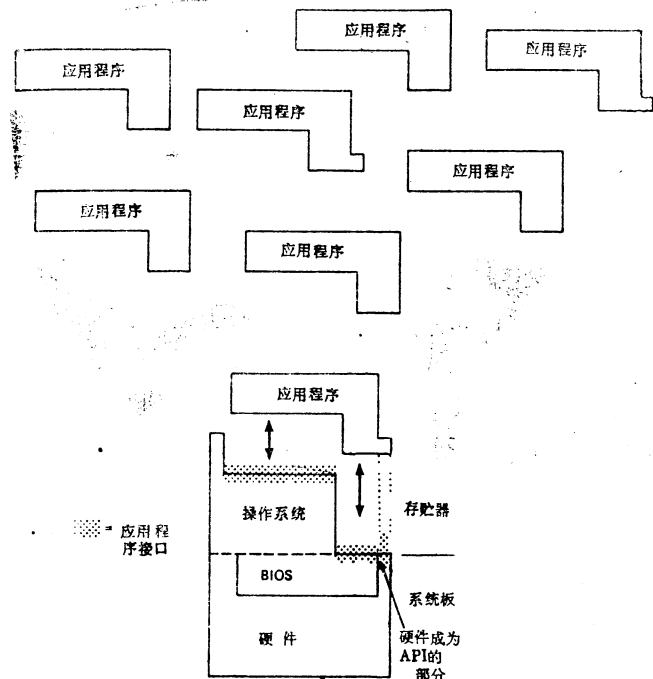 应用程序
应用程序
应用程序
应用程序
应用程序
应用程序
应用程序
应用程序
操作系统
存贮器
= 应用程
序接口
BIOS
系统板
硬件
硬件成为
API的
部分